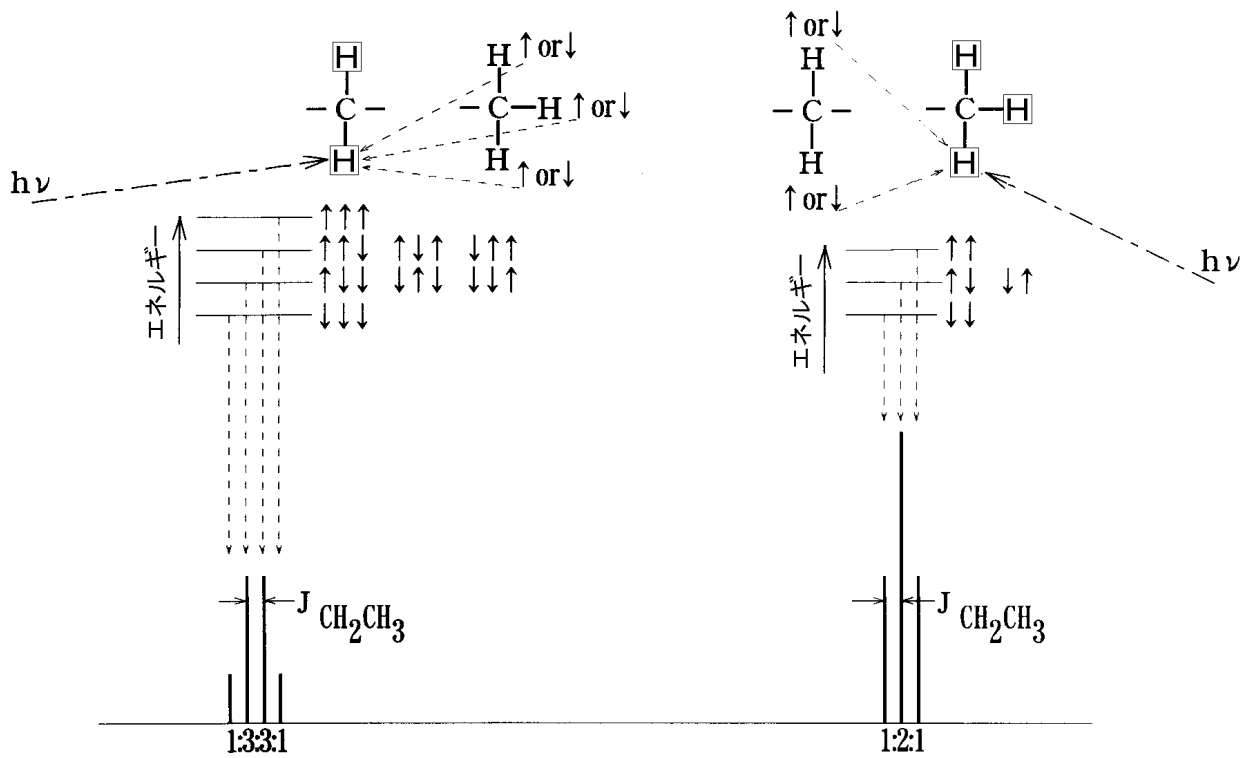 H
C
H
H ↑or↓
C H ↑or↓
H ↑or↓
hν
エネルギー
↑↑↑
↑↑↓ ↑↓↑ ↓↑↑
↑↓↓ ↓↑↓ ↓↓↑
↓↓↓
J CH2CH3
1:3:3:1
↑or↓
H
C
H
↑or↓
H
C H
H
hν
エネルギー
↑↑
↑↓ ↓↑
↓↓
J CH2CH3
1:2:1